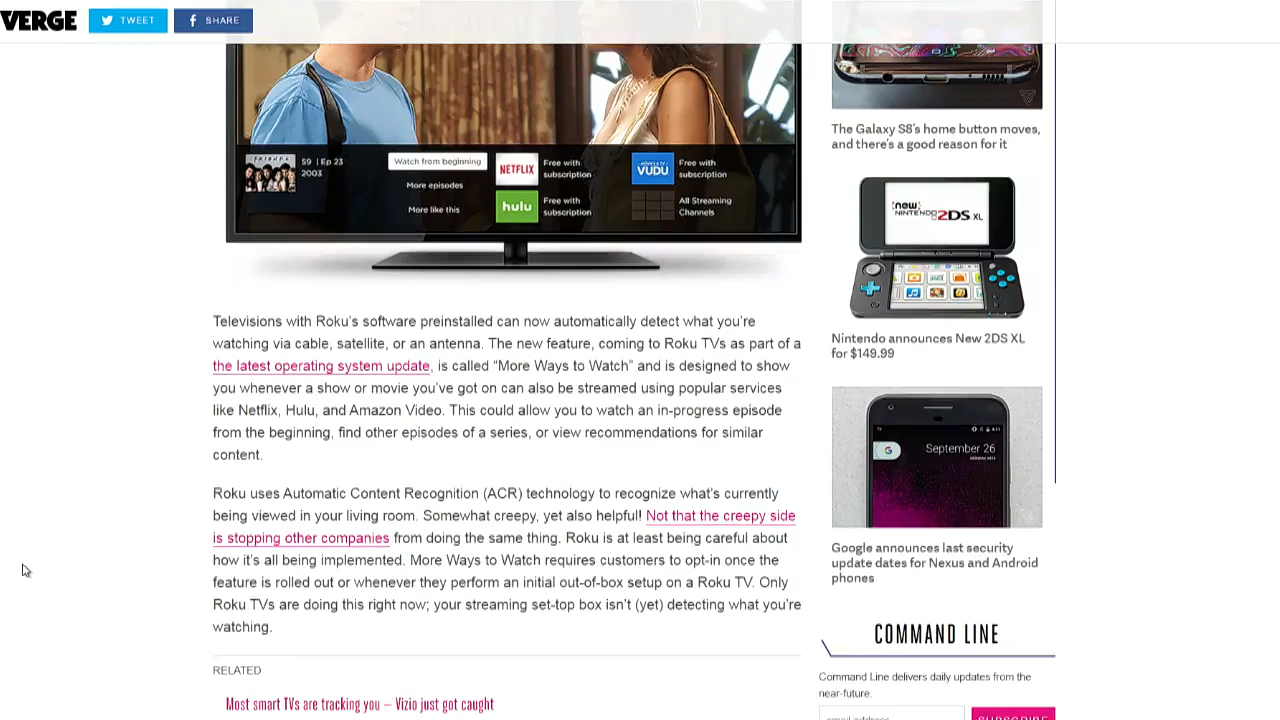 VERGE
TWEET
SHARE
FRIENDS
S9 | Ep 23
2003
Watch from beginning
More episodes
More like this
NETFLIX
Free with
subscription
hulu
Free with
subscription
VUDU
Free with
subscription
All Streaming
Channels
Televisions with Roku’s software preinstalled can now automatically detect what you’re
watching via cable, satellite, or an antenna. The new feature, coming to Roku TVs as part of a
the latest operating system update, is called “More Ways to Watch” and is designed to show
you whenever a show or movie you’ve got on can also be streamed using popular services
like Netflix, Hulu, and Amazon Video. This could allow you to watch an in-progress episode
from the beginning, find other episodes of a series, or view recommendations for similar
content.
Roku uses Automatic Content Recognition (ACR) technology to recognize what’s currently
being viewed in your living room. Somewhat creepy, yet also helpful! Not that the creepy side
is stopping other companies from doing the same thing. Roku is at least being careful about
how it’s all being implemented. More Ways to Watch requires customers to opt-in once the
feature is rolled out or whenever they perform an initial out-of-box setup on a Roku TV. Only
Roku TVs are doing this right now; your streaming set-top box isn’t (yet) detecting what you’re
watching.
RELATED
Most smart TVs are tracking you – Vizio just got caught
The Galaxy S8’s home button moves,
and there’s a good reason for it
new
NINTENDO 2DS XL
Nintendo announces New 2DS XL
for $149.99
September 26
Google announces last security
update dates for Nexus and Android
phones
COMMAND LINE
Command Line delivers daily updates from the
near-future.
email address
SUBSCRIBE